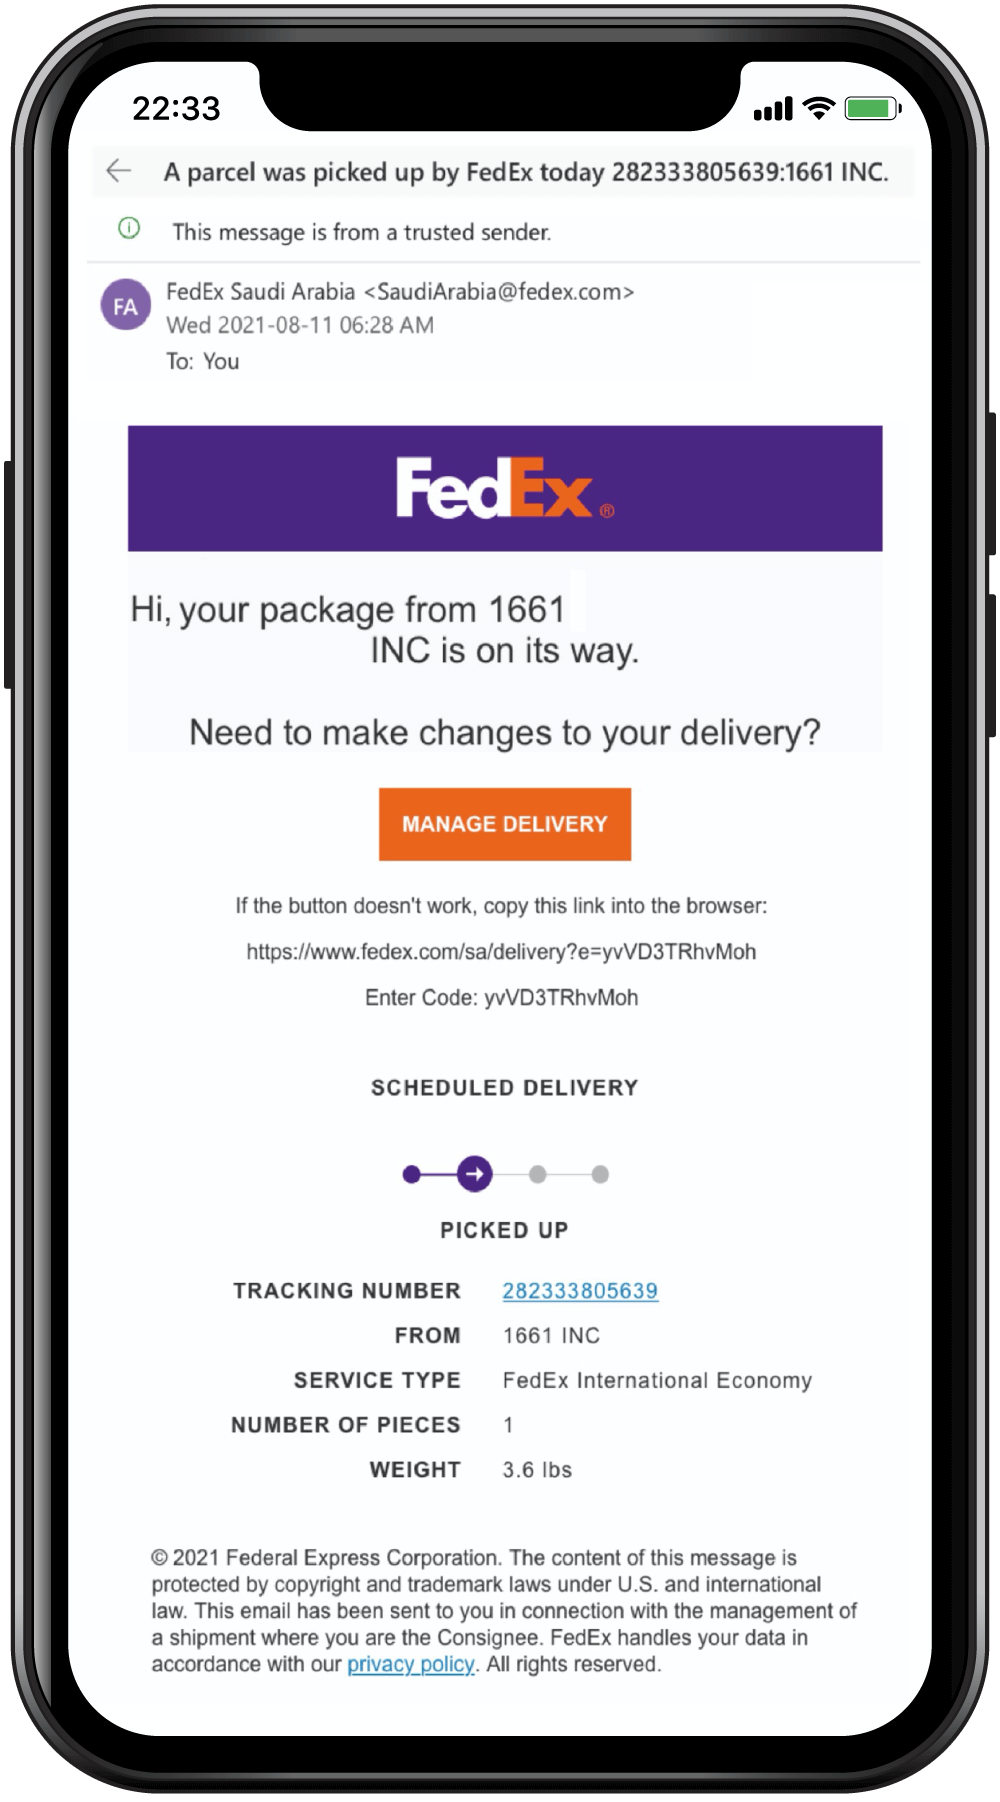 22:33
A parcel was picked up by FedEx today 282333805639:1661 INC.
This message is from a trusted sender.
FA
FedEx Saudi Arabia <SaudiArabia@fedex.com>
Wed 2021-08-11 06:28 AM
To: You
FedEx®
Hi, your package from 1661
INC is on its way.
Need to make changes to your delivery?
MANAGE DELIVERY
If the button doesn't work, copy this link into the browser:
https://www.fedex.com/sa/delivery?e=yvVD3TRhvMoh
Enter Code: yvVD3TRhvMoh
SCHEDULED DELIVERY
PICKED UP
TRACKING NUMBER 282333805639
FROM 1661 INC
SERVICE TYPE FedEx International Economy
NUMBER OF PIECES 1
WEIGHT 3.6 lbs
© 2021 Federal Express Corporation. The content of this message is
protected by copyright and trademark laws under U.S. and international
law. This email has been sent to you in connection with the management of
a shipment where you are the Consignee. FedEx handles your data in
accordance with our privacy policy. All rights reserved.